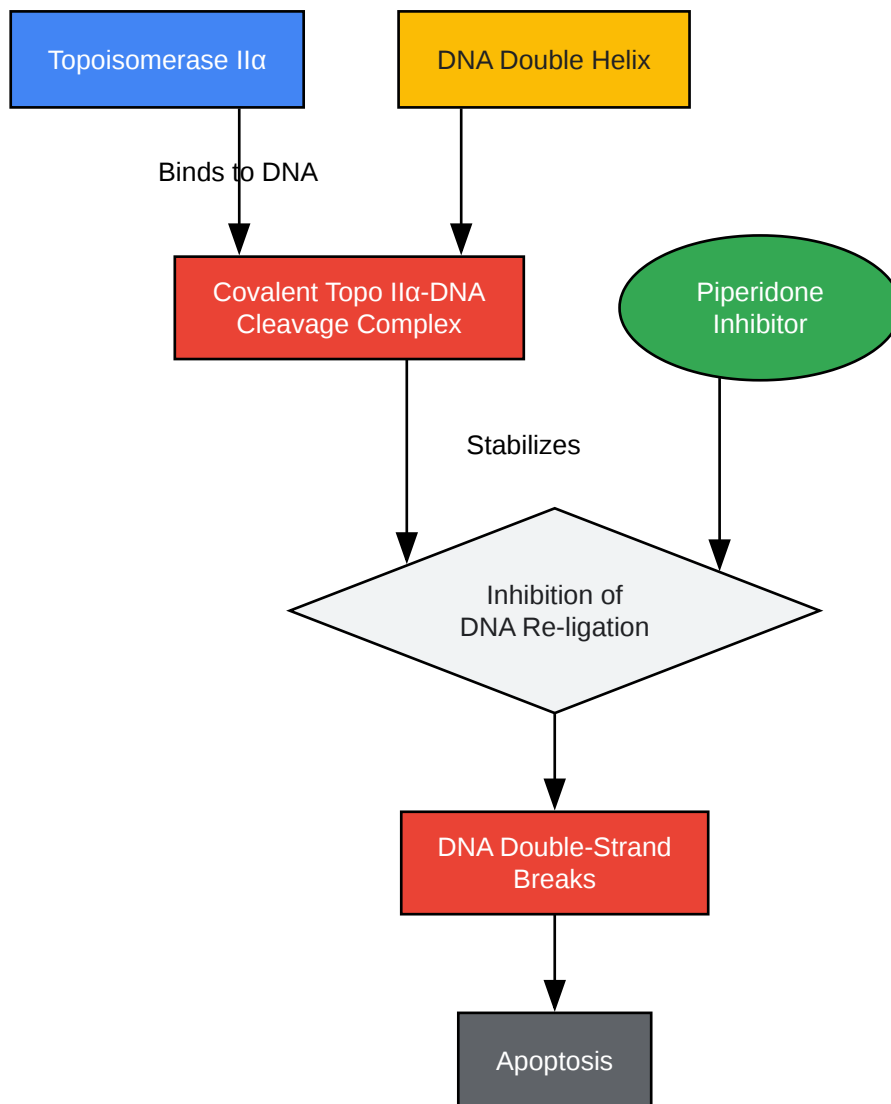 Topoisomerase IIα
DNA Double Helix
Binds to DNA
Covalent Topo IIα-DNA
Cleavage Complex
Piperidone
Inhibitor
Stabilizes
Inhibition of
DNA Re-ligation
DNA Double-Strand
Breaks
Apoptosis